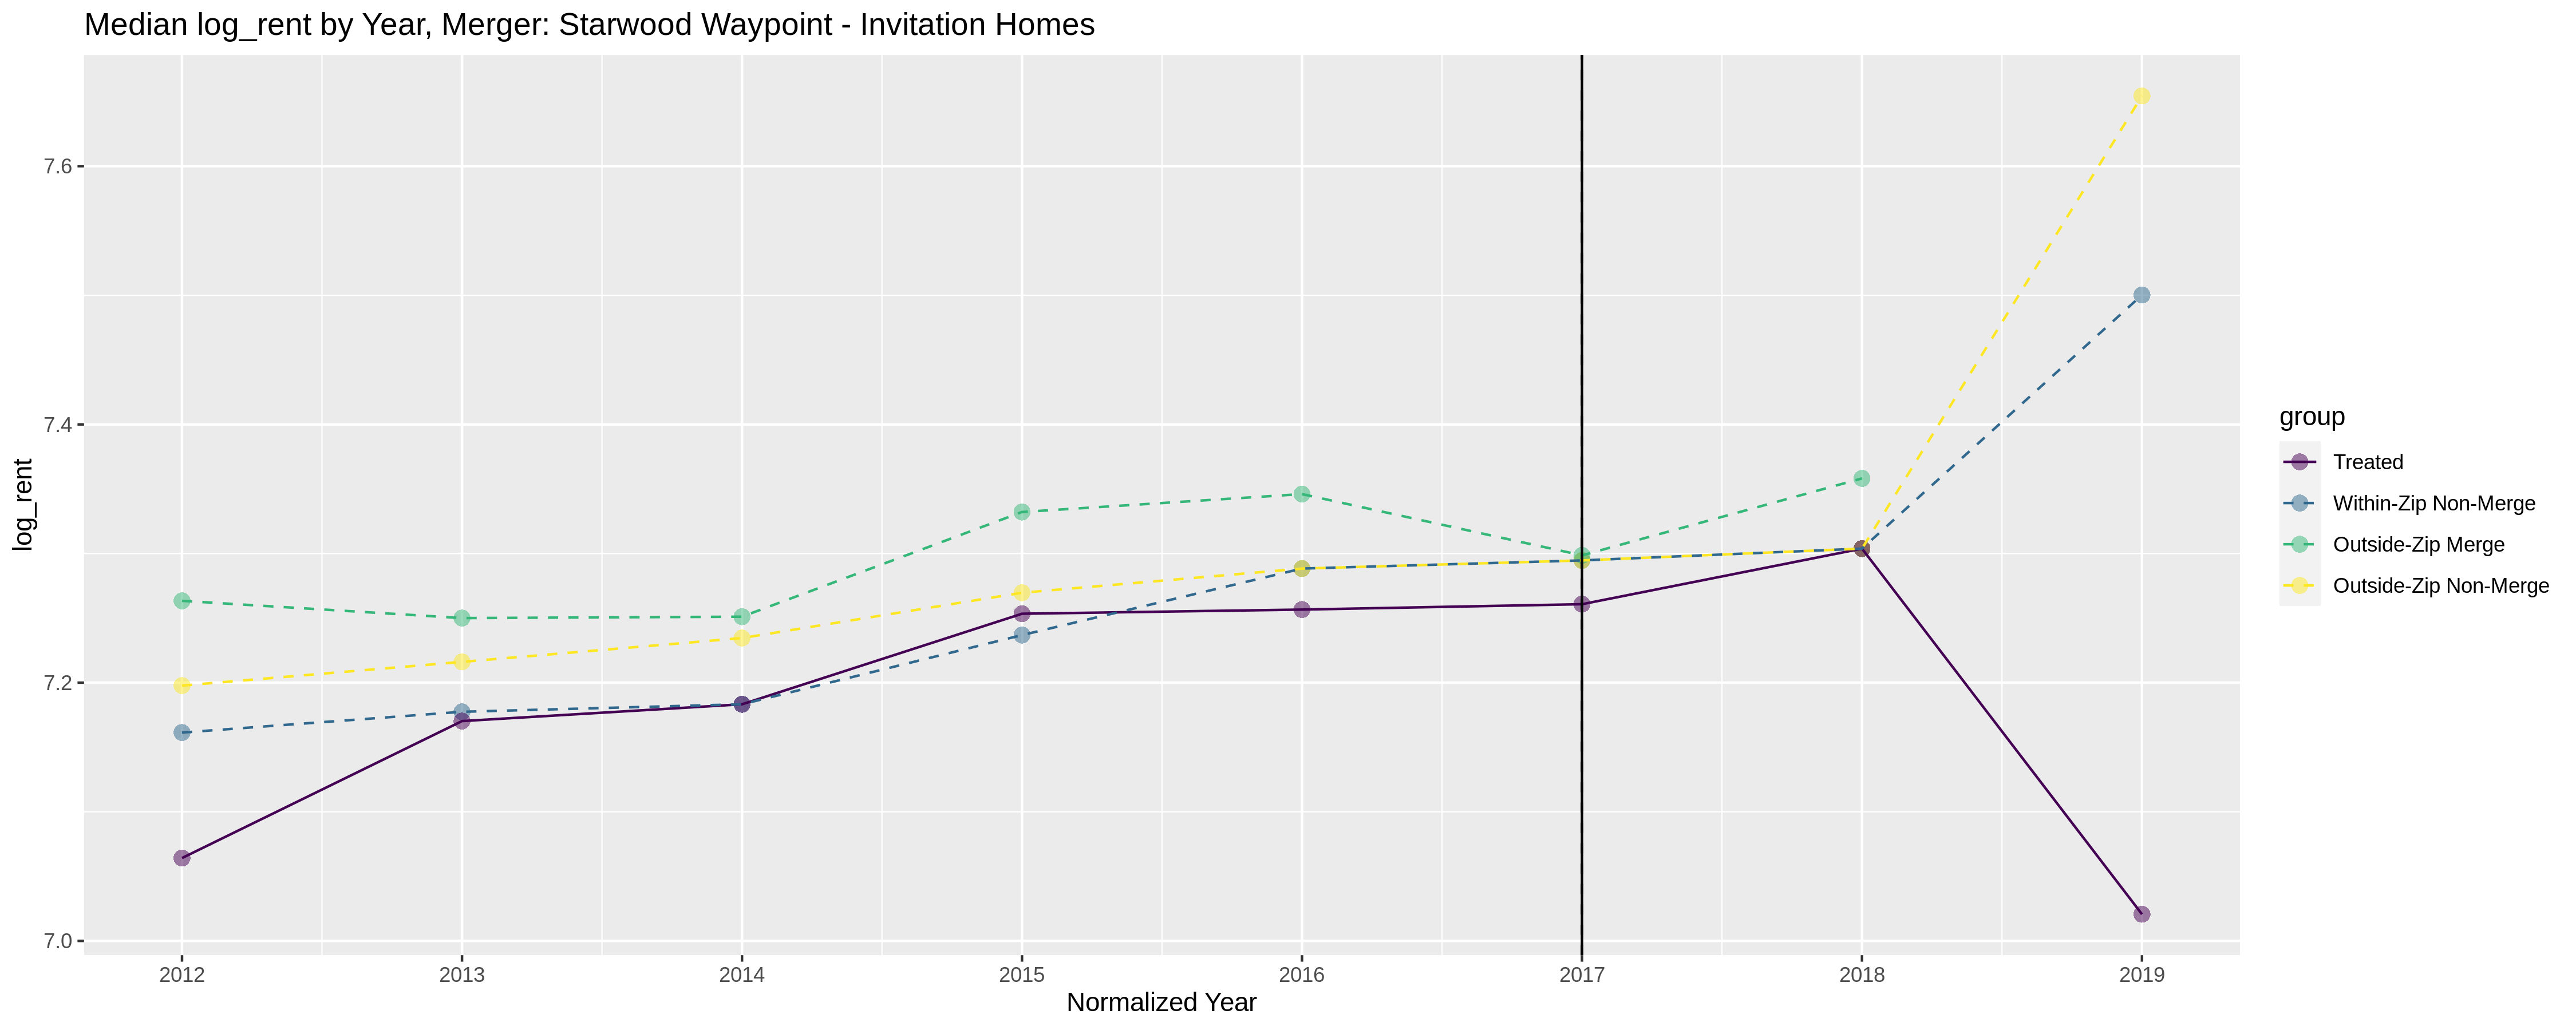 Median log_rent by Year, Merger: Starwood Waypoint - Invitation Homes
log_rent
7.6
7.4
7.2
7.0
2012 2013 2014 2015 2016 2017 2018 2019
Normalized Year
group
Treated
Within-Zip Non-Merge
Outside-Zip Merge
Outside-Zip Non-Merge